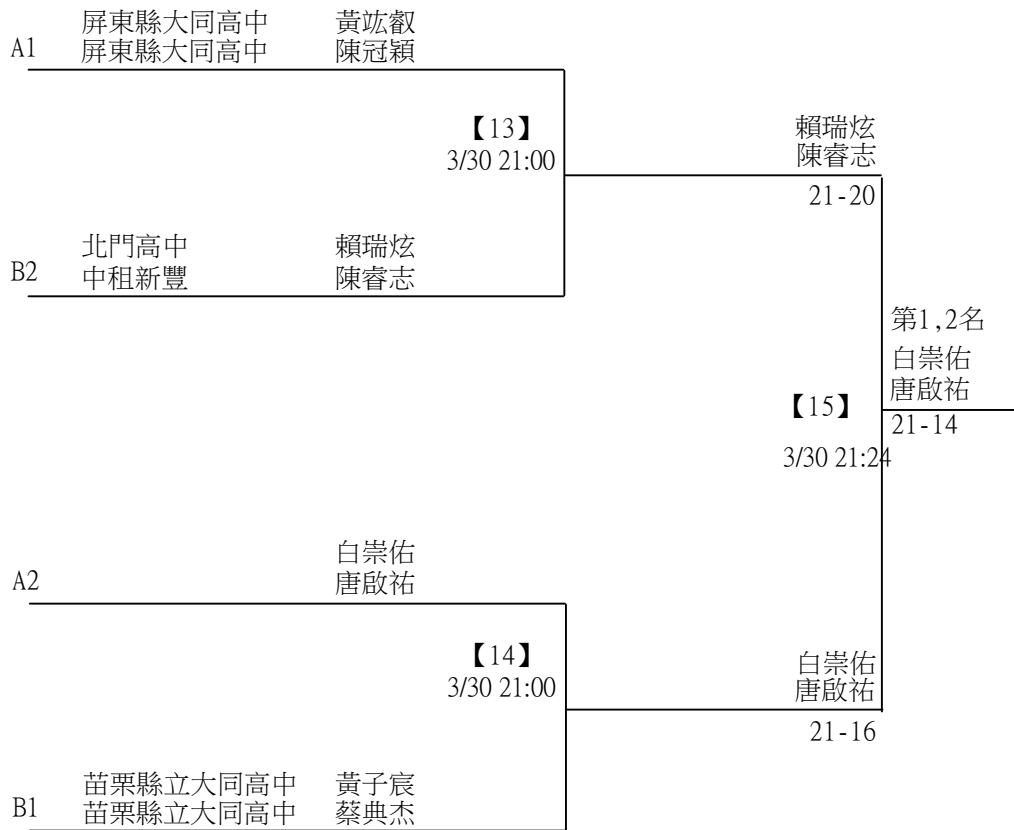 屏東縣大同高中 黃竑叡
A1 屏東縣大同高中 陳冠穎
【13】
3/30 21:00
賴瑞炫
陳睿志
21-20
北門高中 賴瑞炫
B2 中租新豐 陳睿志
第1,2名
白崇佑
唐啟祐
【15】
21-14
3/30 21:24
白崇佑
A2 唐啟祐
【14】
3/30 21:00
白崇佑
唐啟祐
21-16
苗栗縣立大同高中 黃子宸
B1 苗栗縣立大同高中 蔡典杰